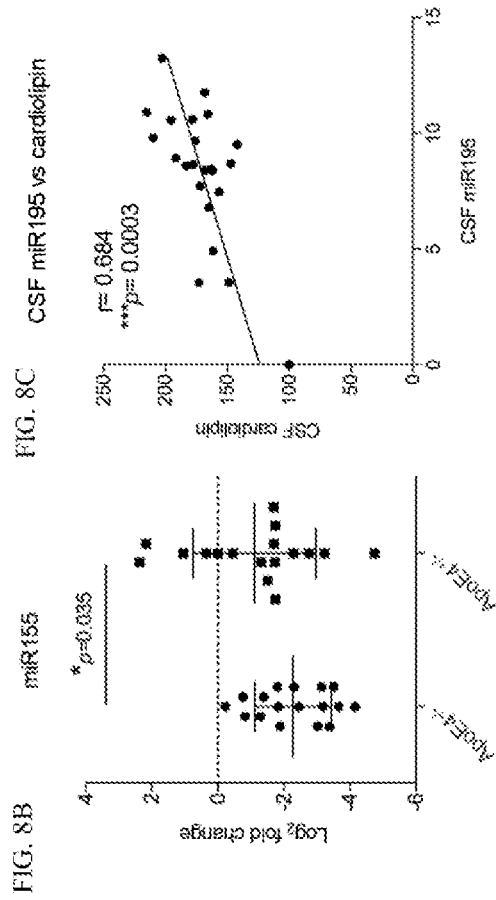 FIG. 8B
miR155
*p=0.035
Log₂ fold change
4
2
0
-2
-4
-6
FIG. 8C
CSF miR195 vs cardiolipin
r= 0.684
***p= 0.0003
CSF cardiolipin
250
200
150
100
50
0
0
5
10
15
CSF miR195